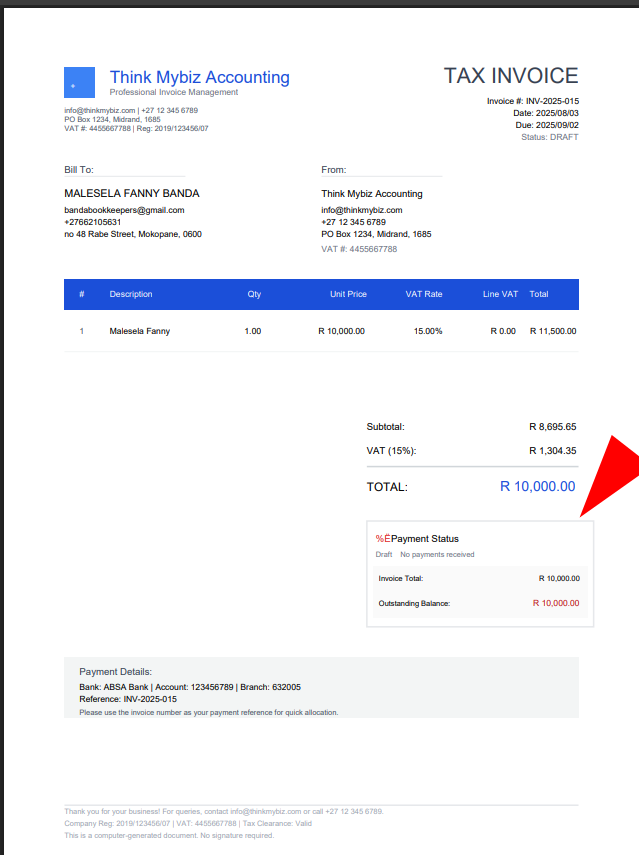 Think Mybiz Accounting
Professional Invoice Management
info@thinkmybiz.com | +27 12 345 6789
PO Box 1234, Midrand, 1685
VAT #: 4455667788 | Reg: 2019/123456/07
TAX INVOICE
Invoice #: INV-2025-015
Date: 2025/08/03
Due: 2025/09/02
Status: DRAFT
Bill To:
MALESELA FANNY BANDA
bandabookkeepers@gmail.com
+27662105631
no 48 Rabe Street, Mokopane, 0600
From:
Think Mybiz Accounting
info@thinkmybiz.com
+27 12 345 6789
PO Box 1234, Midrand, 1685
VAT #: 4455667788
# Description Qty Unit Price VAT Rate Line VAT Total
1 Malesela Fanny 1.00 R 10,000.00 15.00% R 0.00 R 11,500.00
Subtotal: R 8,695.65
VAT (15%): R 1,304.35
TOTAL: R 10,000.00
%ËPayment Status
Draft No payments received
Invoice Total: R 10,000.00
Outstanding Balance: R 10,000.00
Payment Details:
Bank: ABSA Bank | Account: 123456789 | Branch: 632005
Reference: INV-2025-015
Please use the invoice number as your payment reference for quick allocation.
Thank you for your business! For queries, contact info@thinkmybiz.com or call +27 12 345 6789.
Company Reg: 2019/123456/07 | VAT: 4455667788 | Tax Clearance: Valid
This is a computer-generated document. No signature required.